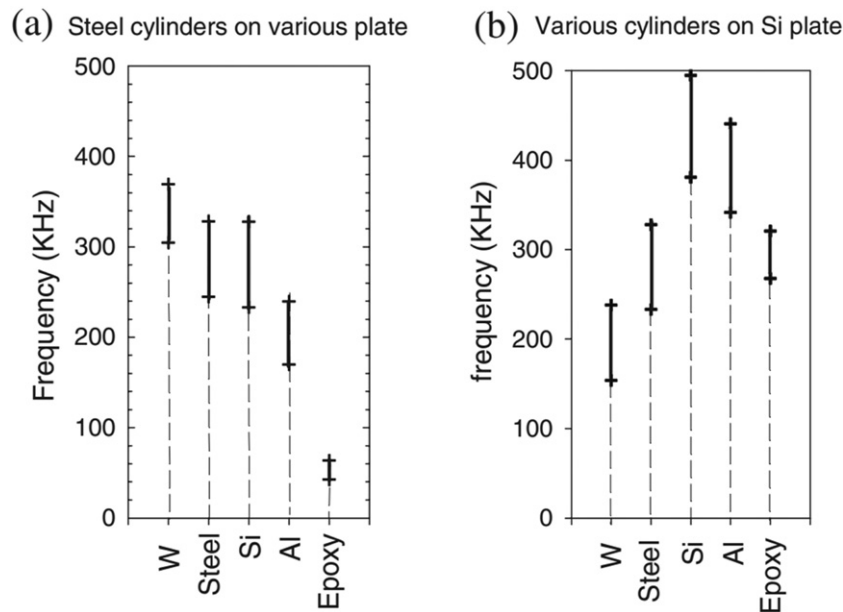 (a) Steel cylinders on various plate
500
400
300
200
100
0
Frequency (KHz)
W
Steel
Si
Al
Epoxy
(b) Various cylinders on Si plate
500
400
300
200
100
0
frequency (KHz)
W
Steel
Si
Al
Epoxy